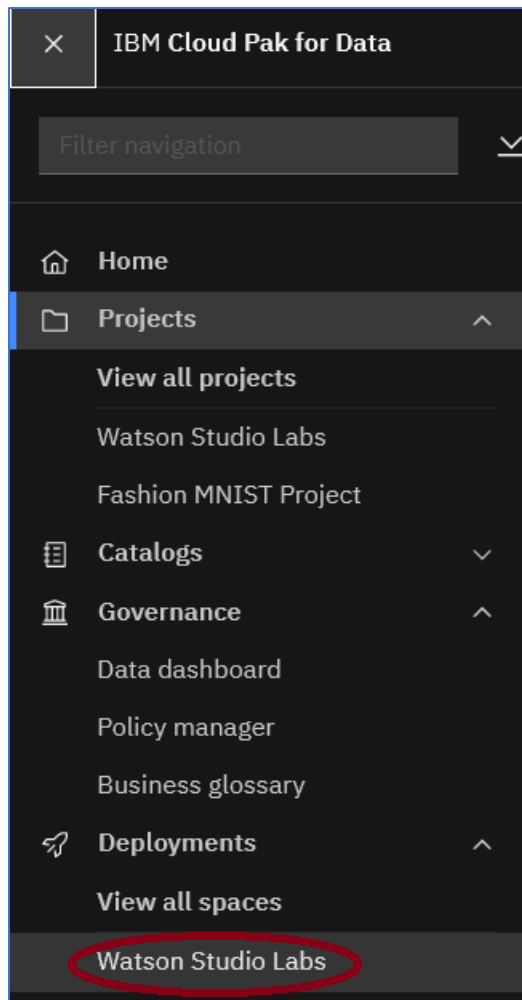 IBM Cloud Pak for Data
Filter navigation
Home
Projects
View all projects
Watson Studio Labs
Fashion MNIST Project
Catalogs
Governance
Data dashboard
Policy manager
Business glossary
Deployments
View all spaces
Watson Studio Labs